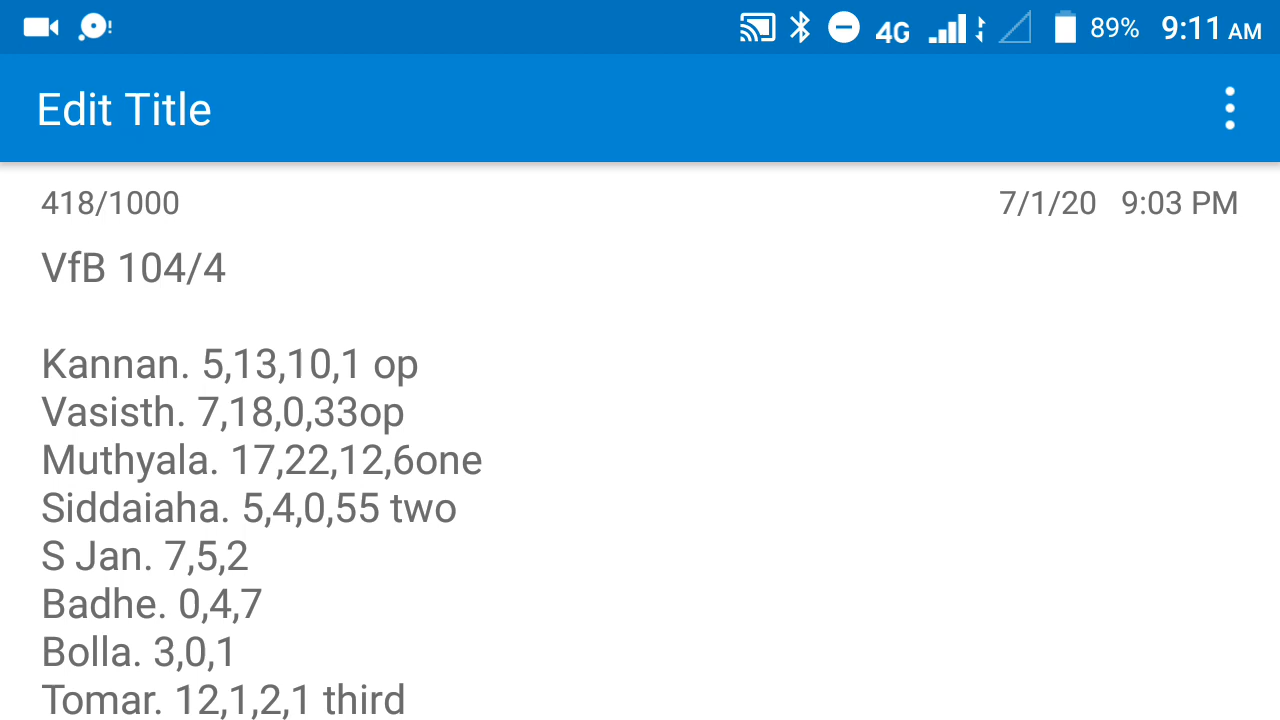 4G 89% 9:11 AM
Edit Title
418/1000 7/1/20 9:03 PM
VfB 104/4
Kannan. 5,13,10,1 op
Vasisth. 7,18,0,33op
Muthyala. 17,22,12,6one
Siddaiaha. 5,4,0,55 two
S Jan. 7,5,2
Badhe. 0,4,7
Bolla. 3,0,1
Tomar. 12,1,2,1 third